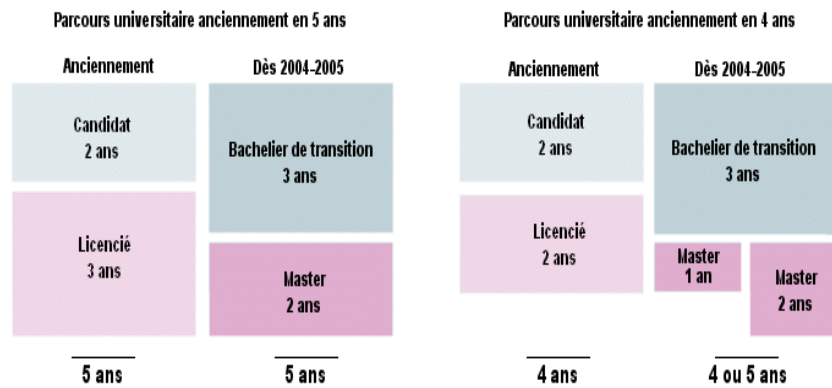 Parcours universitaire anciennement en 5 ans
Anciennement
Dès 2004-2005
Candidat
2 ans
Licencié
3 ans
Bachelier de transition
3 ans
Master
2 ans
5 ans
5 ans
Parcours universitaire anciennement en 4 ans
Anciennement
Dès 2004-2005
Candidat
2 ans
Licencié
2 ans
Bachelier de transition
3 ans
Master
1 an
Master
2 ans
4 ans
4 ou 5 ans